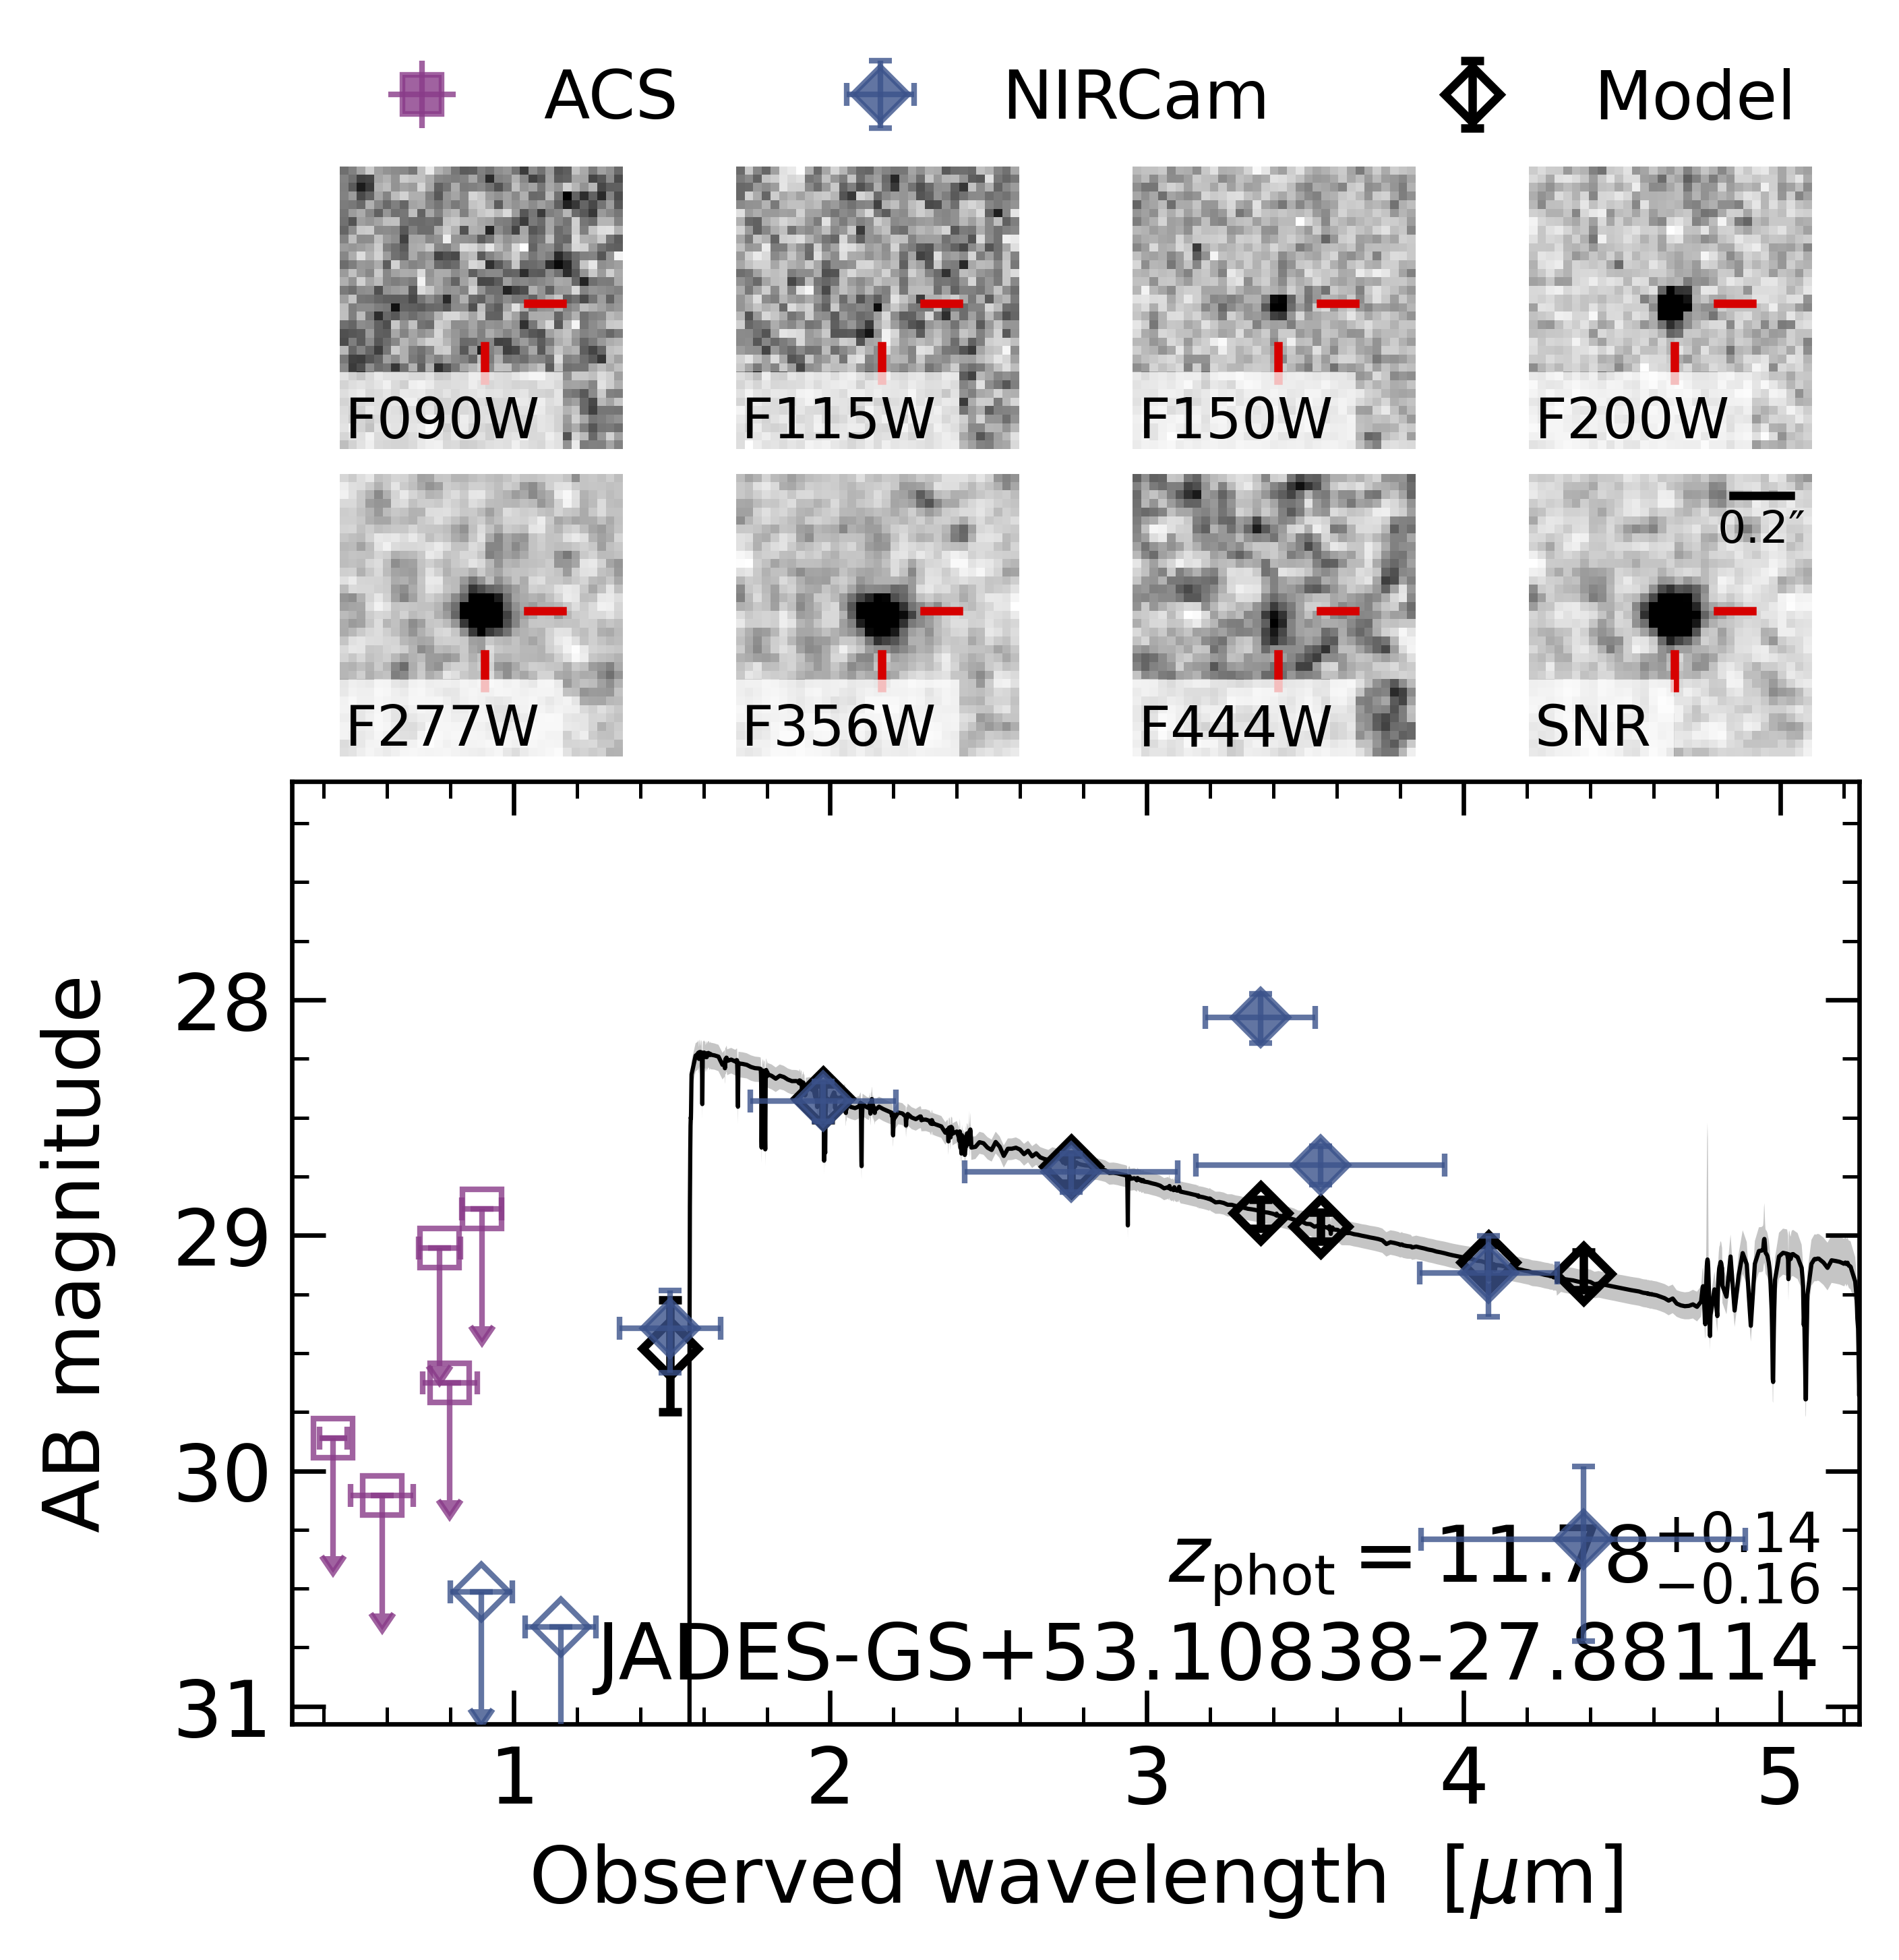 ACS NIRCam Model
F090W F115W F150W F200W
0.2″
F277W F356W F444W SNR
AB magnitude
28
29
30
31
z_phot = 11.78 +0.14 −0.16
JADES-GS+53.10838-27.88114
1 2 3 4 5
Observed wavelength [μm]